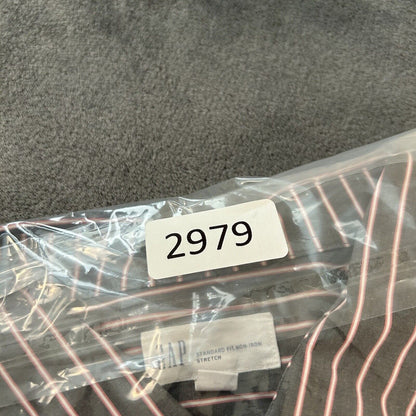 2979
GAP
STANDARD FIT, NON-IRON
STRETCH